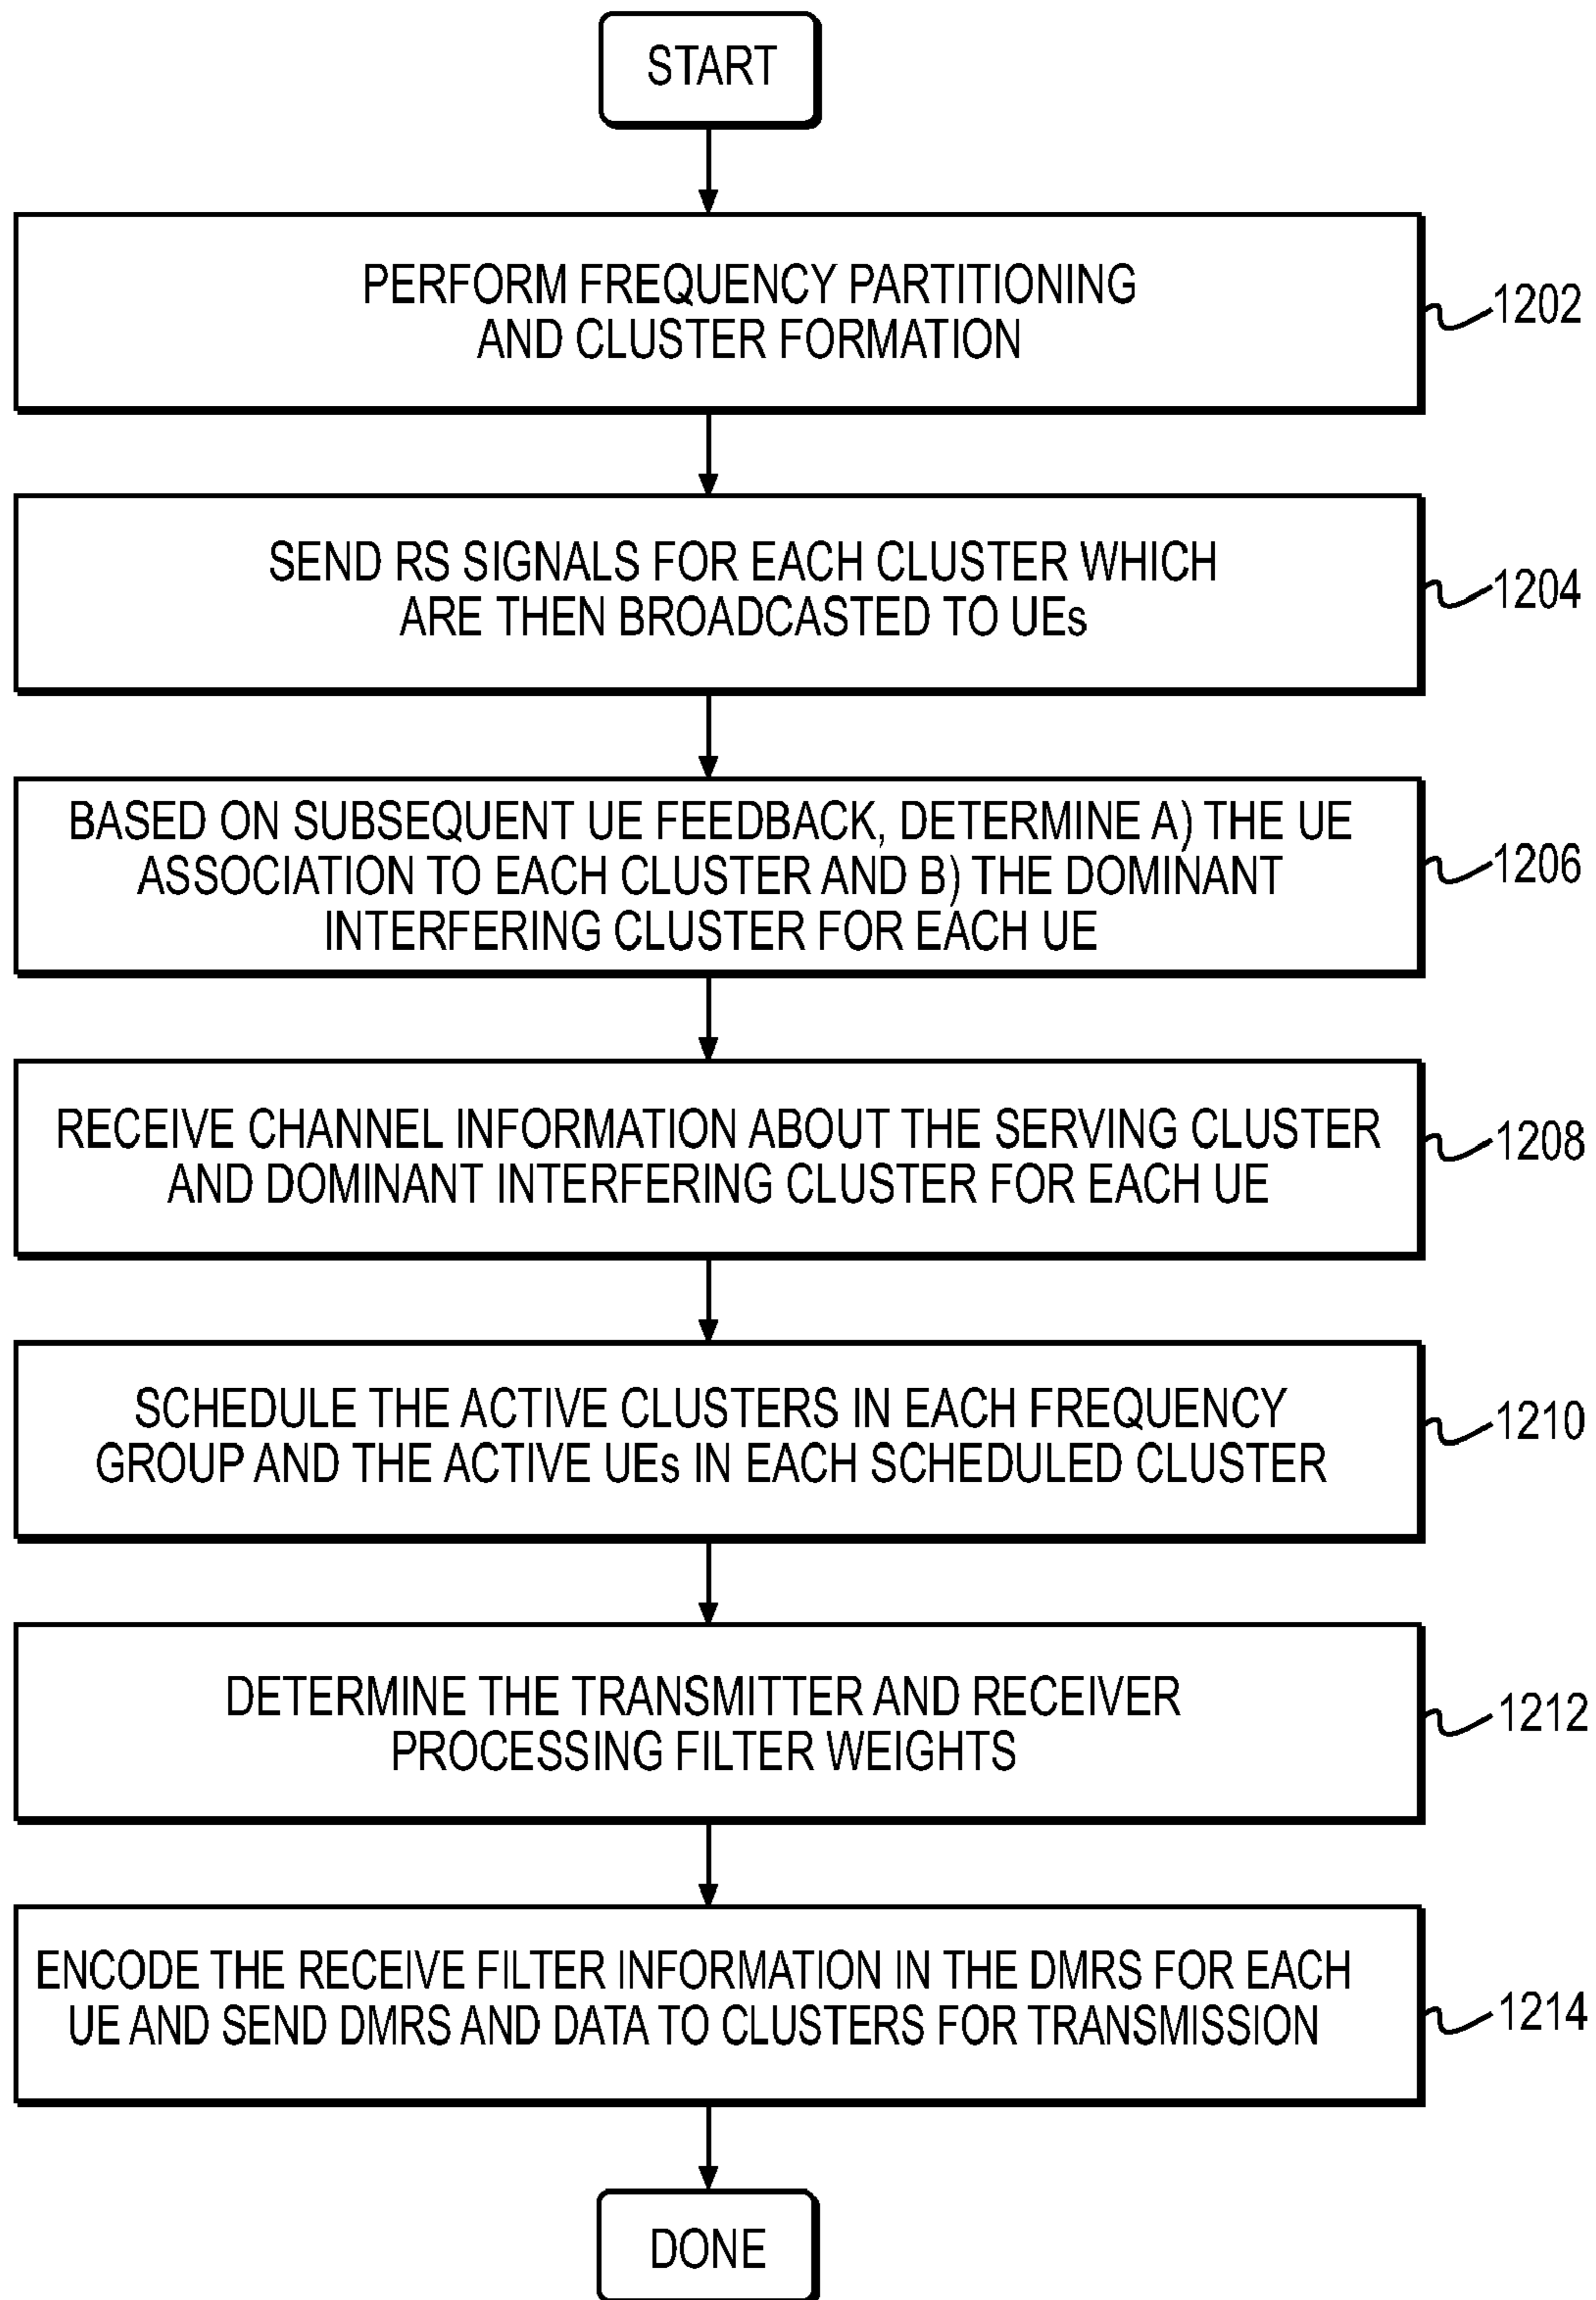 START
PERFORM FREQUENCY PARTITIONING
AND CLUSTER FORMATION
1202
SEND RS SIGNALS FOR EACH CLUSTER WHICH
ARE THEN BROADCASTED TO UEs
1204
BASED ON SUBSEQUENT UE FEEDBACK, DETERMINE A) THE UE
ASSOCIATION TO EACH CLUSTER AND B) THE DOMINANT
INTERFERING CLUSTER FOR EACH UE
1206
RECEIVE CHANNEL INFORMATION ABOUT THE SERVING CLUSTER
AND DOMINANT INTERFERING CLUSTER FOR EACH UE
1208
SCHEDULE THE ACTIVE CLUSTERS IN EACH FREQUENCY
GROUP AND THE ACTIVE UEs IN EACH SCHEDULED CLUSTER
1210
DETERMINE THE TRANSMITTER AND RECEIVER
PROCESSING FILTER WEIGHTS
1212
ENCODE THE RECEIVE FILTER INFORMATION IN THE DMRS FOR EACH
UE AND SEND DMRS AND DATA TO CLUSTERS FOR TRANSMISSION
1214
DONE